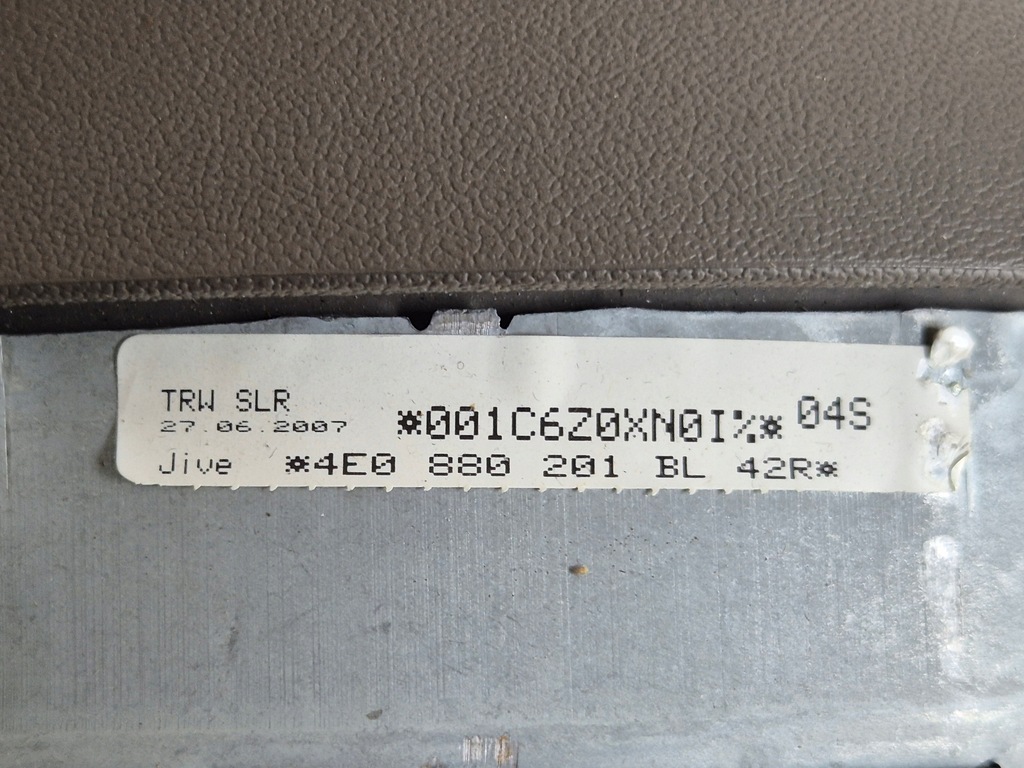 TRW SLR
27.06.2007 *001C6Z0XN0I%* 04S
Jive *4E0 880 201 BL 42R*